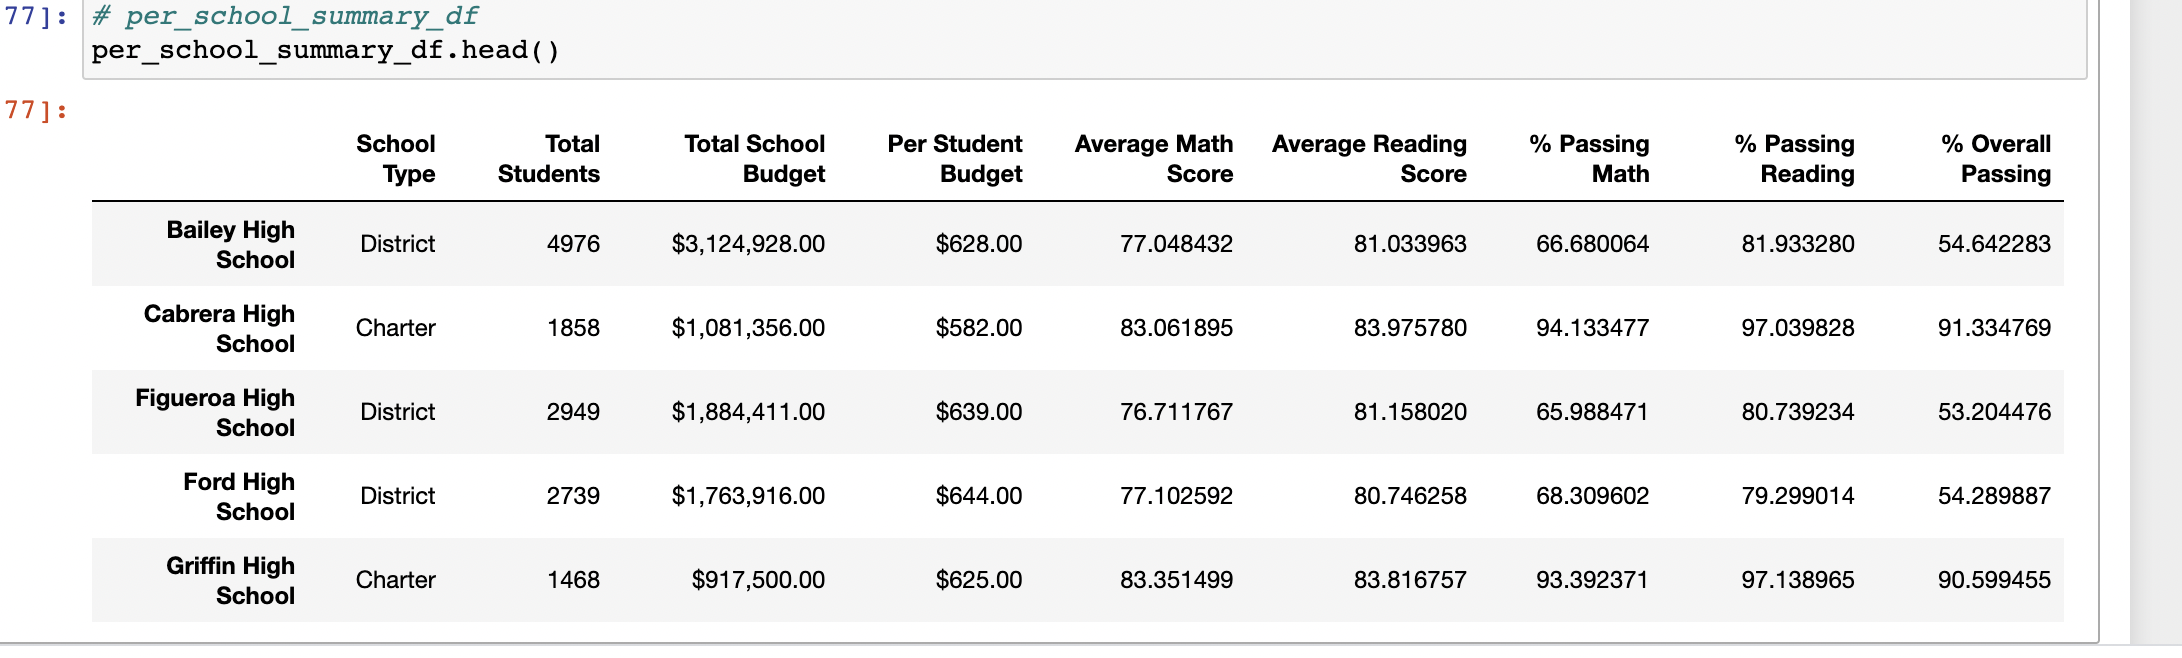 77]: # per_school_summary_df
per_school_summary_df.head()
77]:
School Type Total Students Total School Budget Per Student Budget Average Math Score Average Reading Score % Passing Math % Passing Reading % Overall Passing
Bailey High School District 4976 $3,124,928.00 $628.00 77.048432 81.033963 66.680064 81.933280 54.642283
Cabrera High School Charter 1858 $1,081,356.00 $582.00 83.061895 83.975780 94.133477 97.039828 91.334769
Figueroa High School District 2949 $1,884,411.00 $639.00 76.711767 81.158020 65.988471 80.739234 53.204476
Ford High School District 2739 $1,763,916.00 $644.00 77.102592 80.746258 68.309602 79.299014 54.289887
Griffin High School Charter 1468 $917,500.00 $625.00 83.351499 83.816757 93.392371 97.138965 90.599455